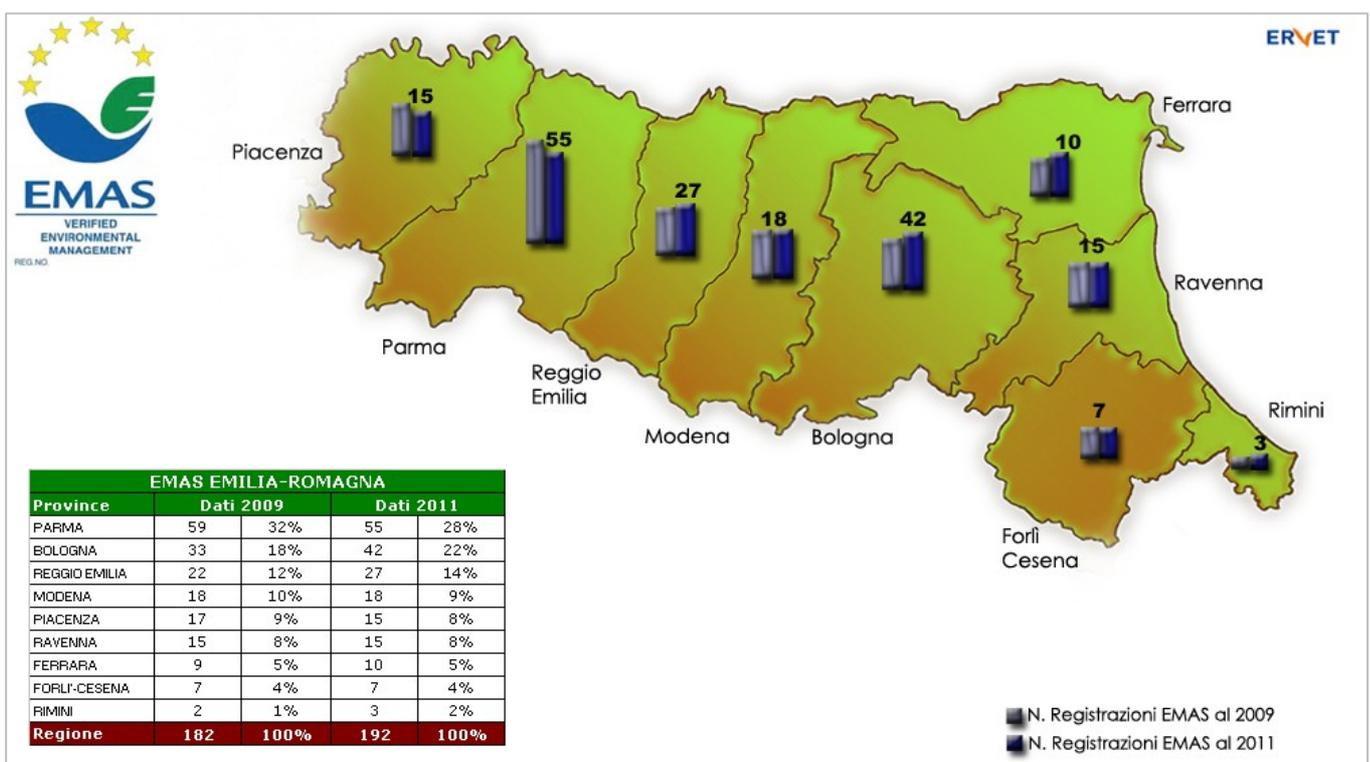 ERVET
EMAS
VERIFIED
ENVIRONMENTAL
MANAGEMENT
REG.NO.
15
55
27
18
42
10
15
7
3
Piacenza
Parma
Reggio
Emilia
Modena
Bologna
Ferrara
Ravenna
Forlì
Cesena
Rimini
EMAS EMILIA-ROMAGNA
Province Dati 2009 Dati 2011
PARMA 59 32% 55 28%
BOLOGNA 33 18% 42 22%
REGGIO EMILIA 22 12% 27 14%
MODENA 18 10% 18 9%
PIACENZA 17 9% 15 8%
RAVENNA 15 8% 15 8%
FERRARA 9 5% 10 5%
FORLI'-CESENA 7 4% 7 4%
RIMINI 2 1% 3 2%
Regione 182 100% 192 100%
N. Registrazioni EMAS al 2009
N. Registrazioni EMAS al 2011